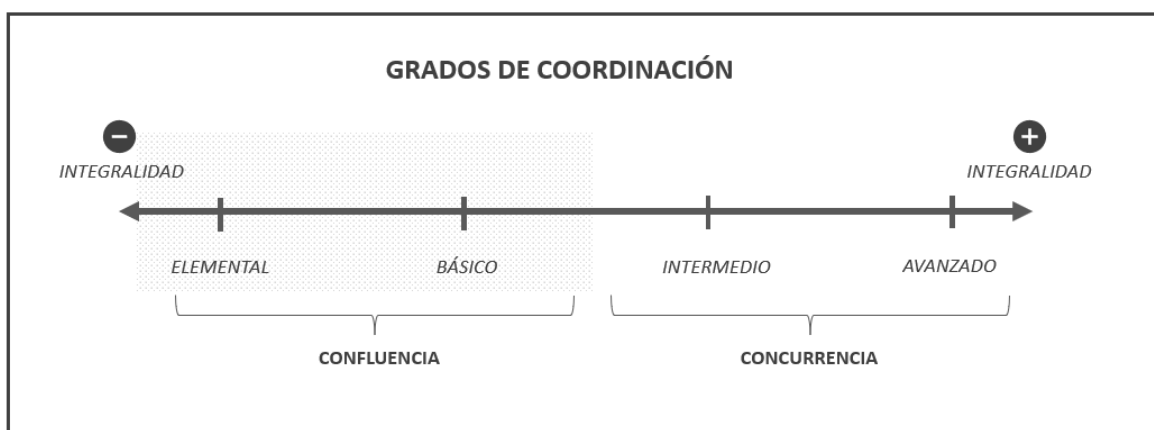 GRADOS DE COORDINACIÓN
INTEGRALIDAD
INTEGRALIDAD
ELEMENTAL
BÁSICO
INTERMEDIO
AVANZADO
CONFLUENCIA
CONCURRENCIA